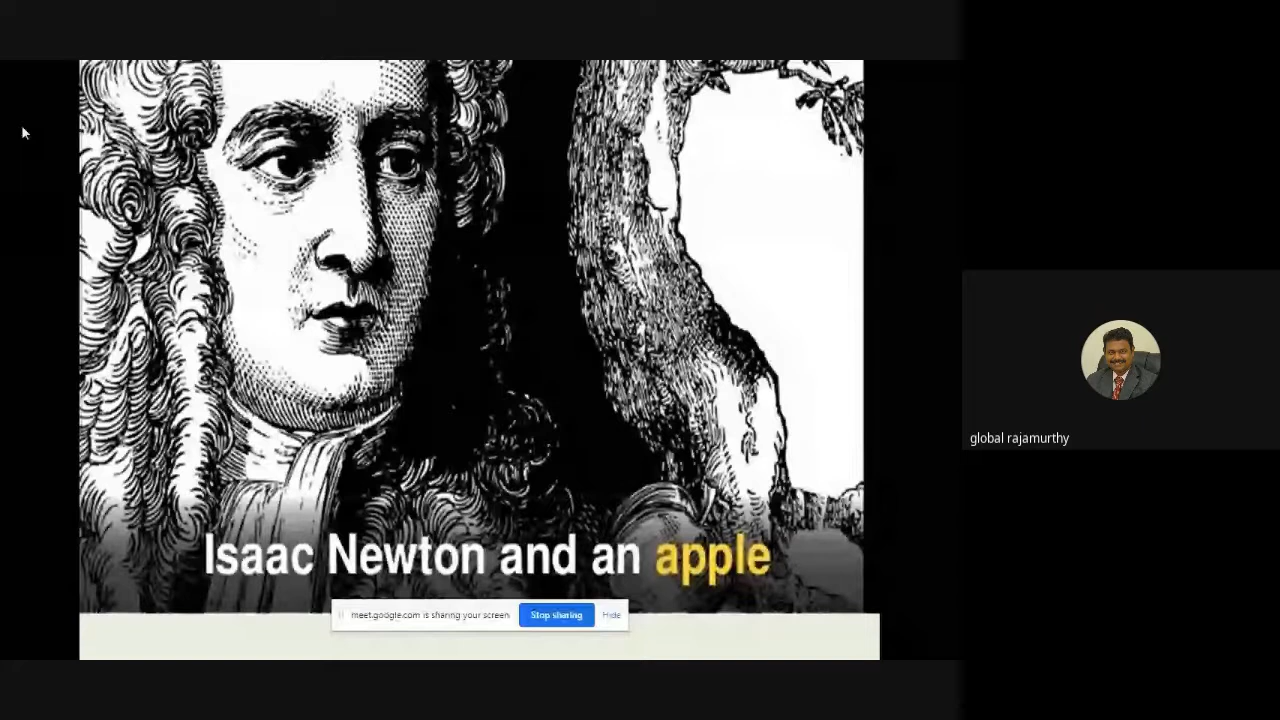 Isaac Newton and an apple
meet.google.com is sharing your screen Stop sharing Hide
global rajamurthy